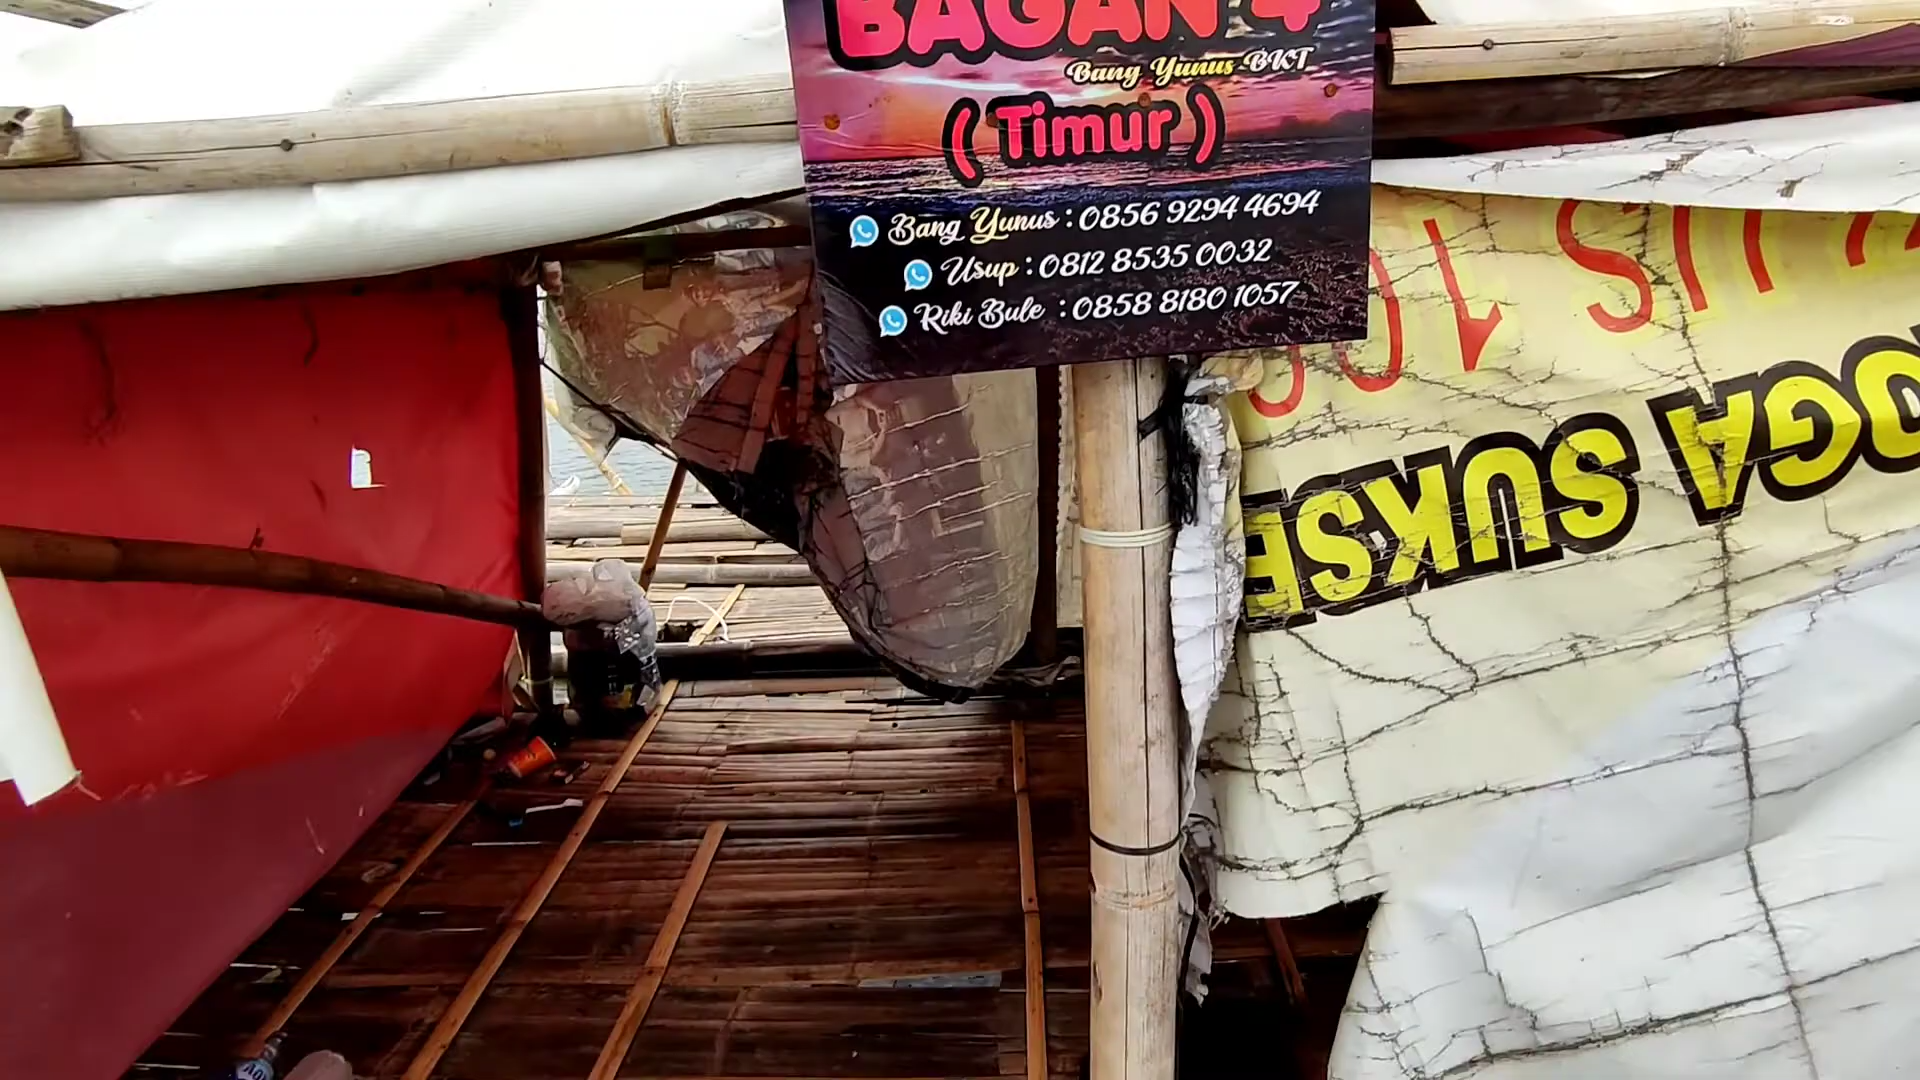 BAGAN 4
Bang Yunus BKT
( Timur )
Bang Yunus : 0856 9294 4694
Usup : 0812 8535 0032
Riki Bule : 0858 8180 1057
SUKSE